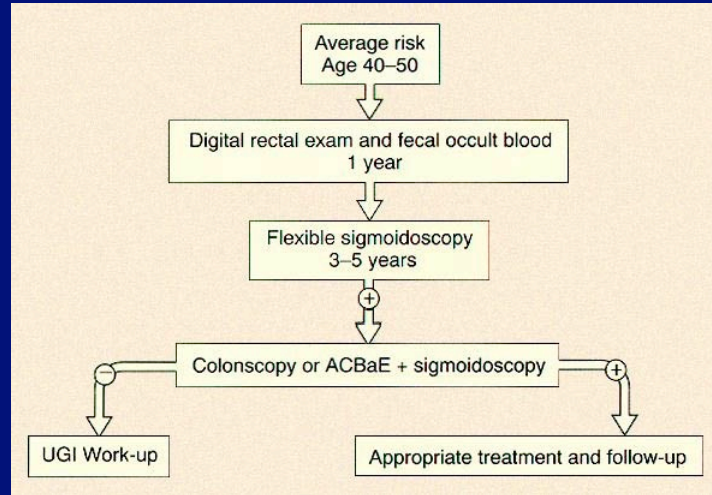 Average risk
Age 40–50
Digital rectal exam and fecal occult blood
1 year
Flexible sigmoidoscopy
3–5 years
+
Colonscopy or ACBaE + sigmoidoscopy
−
+
UGI Work-up
Appropriate treatment and follow-up